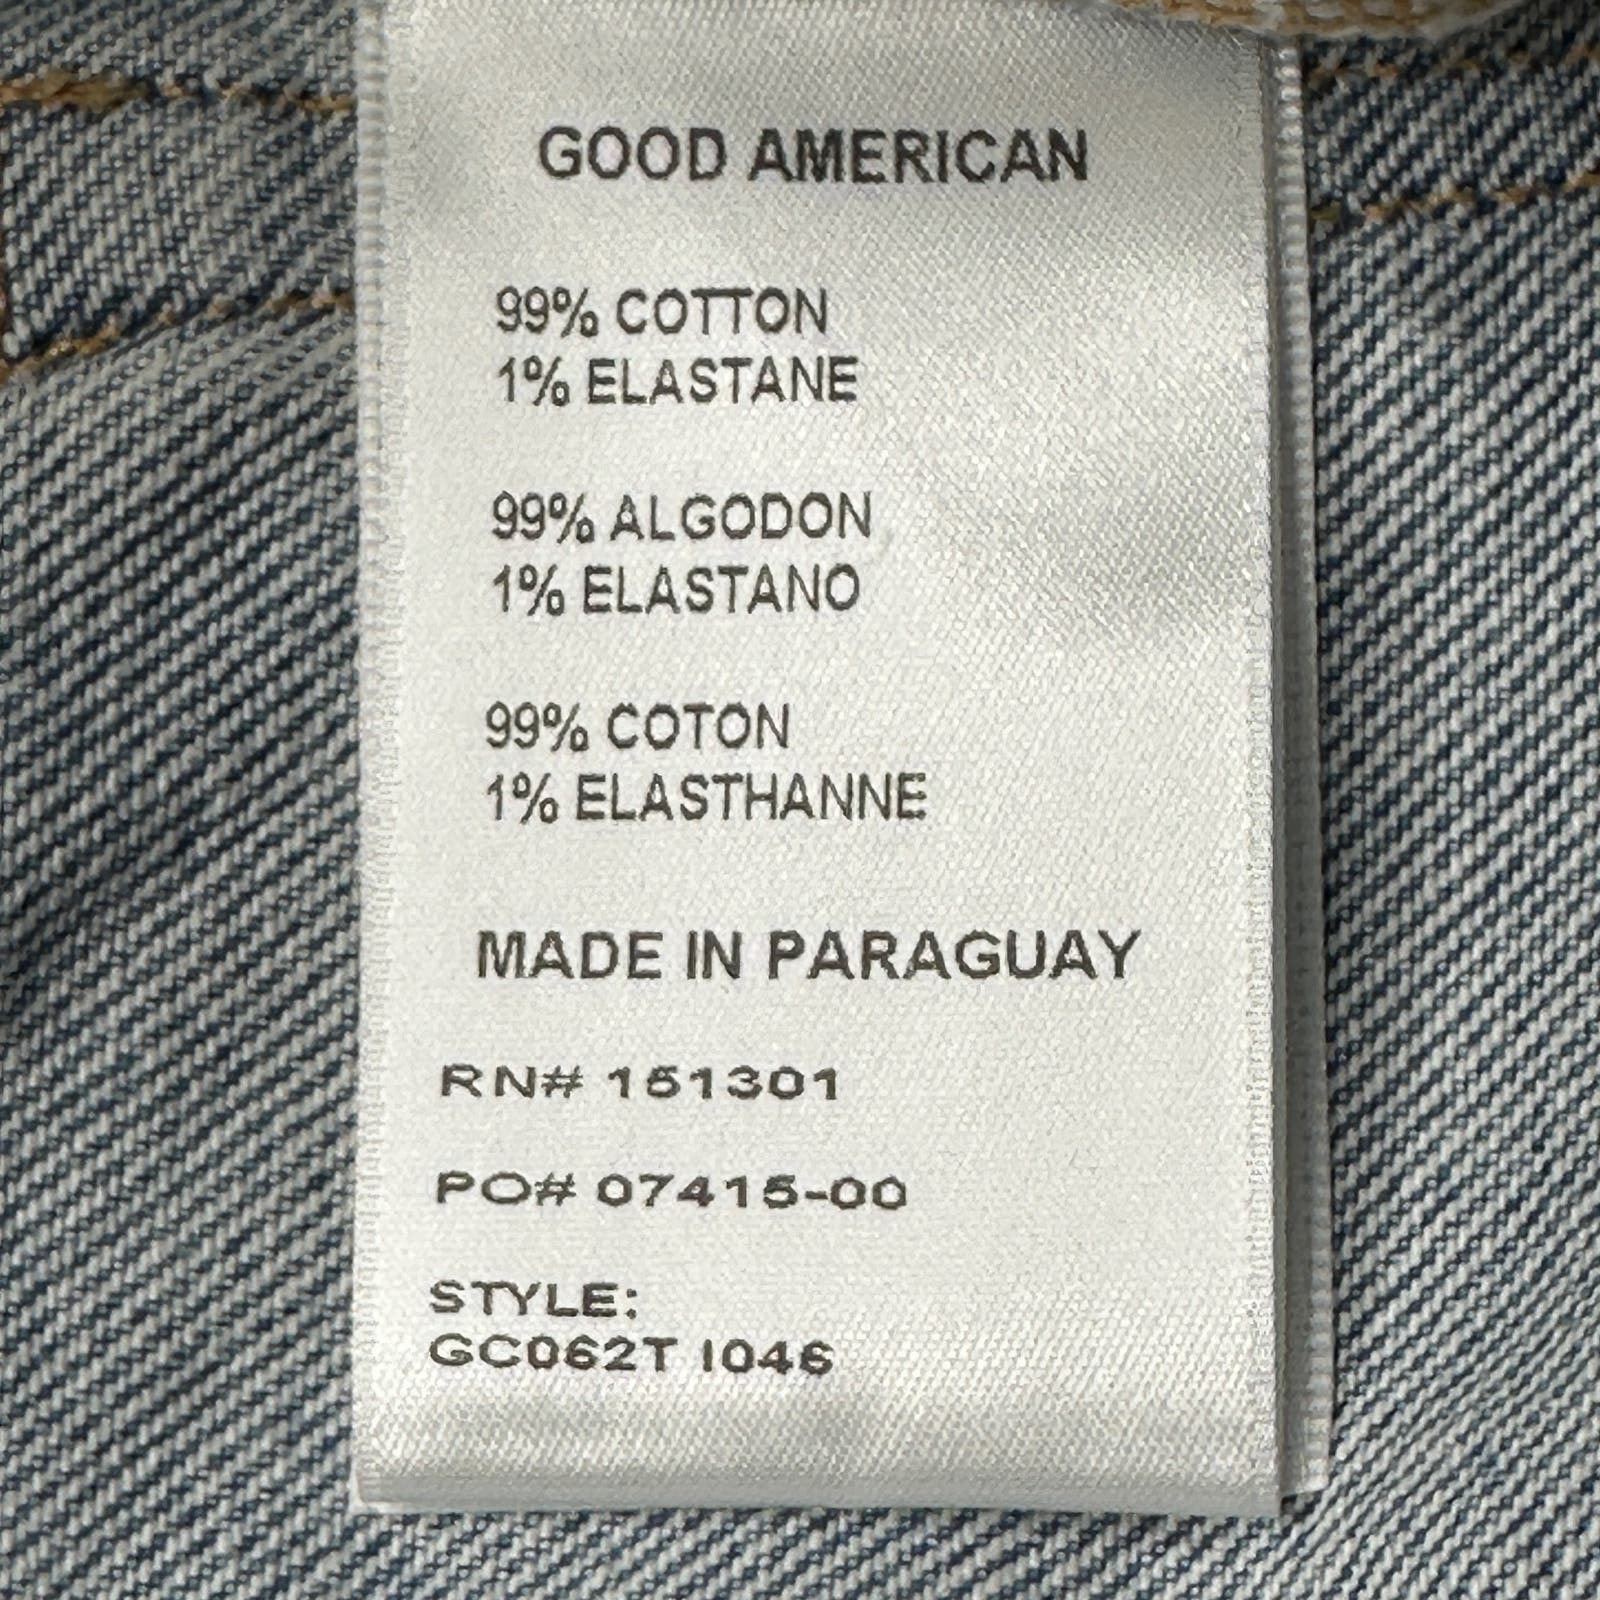 GOOD AMERICAN
99% COTTON
1% ELASTANE
99% ALGODON
1% ELASTANO
99% COTON
1% ELASTHANNE
MADE IN PARAGUAY
RN# 151301
PO# 07415-00
STYLE:
GC062T I046